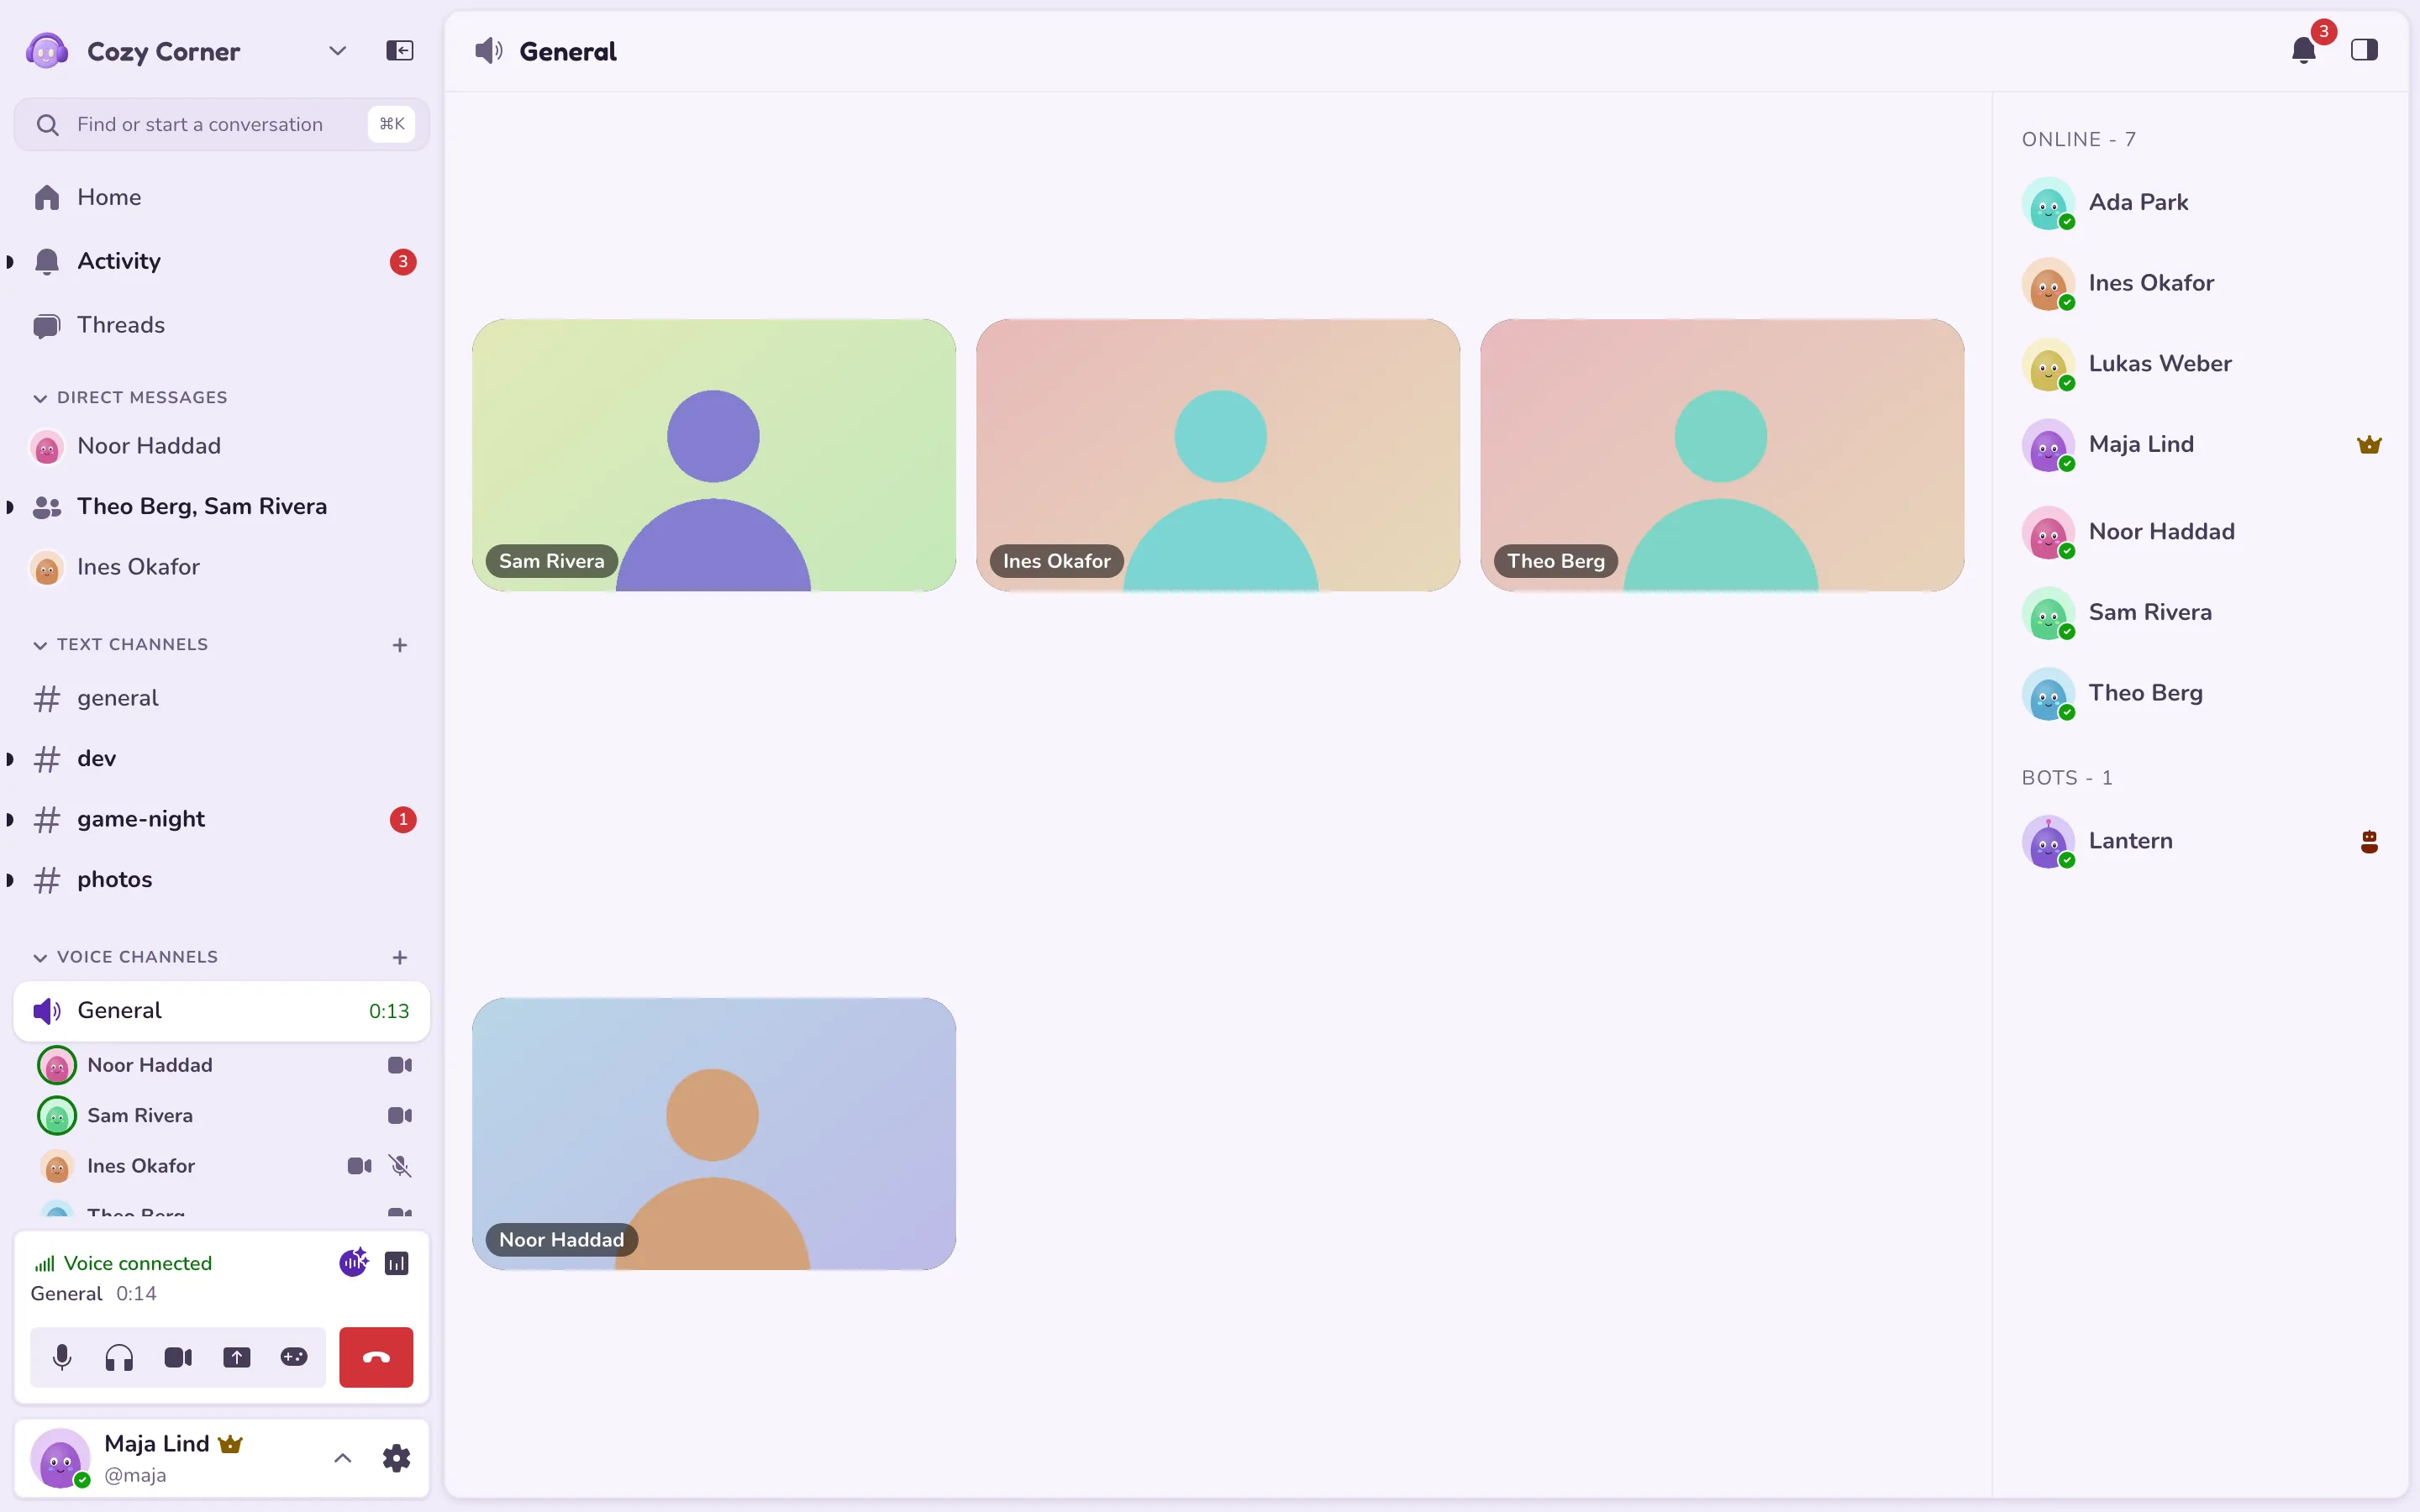 Cozy Corner
Find or start a conversation
⌘K
Home
Activity
3
Threads
DIRECT MESSAGES
Noor Haddad
Theo Berg, Sam Rivera
Ines Okafor
TEXT CHANNELS
general
dev
game-night
1
photos
VOICE CHANNELS
General
0:13
Noor Haddad
Sam Rivera
Ines Okafor
Theo Berg
Voice connected
General 0:14
Maja Lind
@maja
General
3
Sam Rivera
Ines Okafor
Theo Berg
Noor Haddad
ONLINE - 7
Ada Park
Ines Okafor
Lukas Weber
Maja Lind
Noor Haddad
Sam Rivera
Theo Berg
BOTS - 1
Lantern